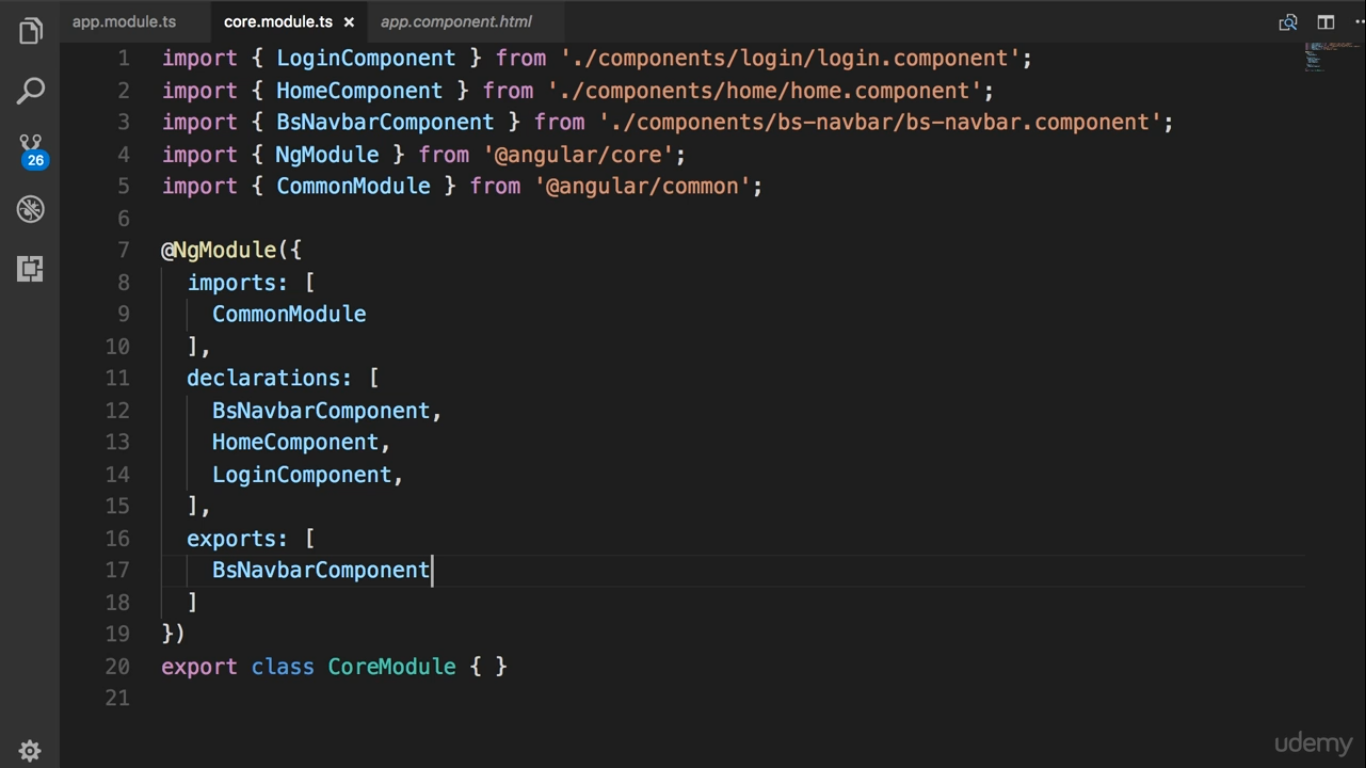 app.module.ts core.module.ts × app.component.html
1 import { LoginComponent } from './components/login/login.component';
2 import { HomeComponent } from './components/home/home.component';
3 import { BsNavbarComponent } from './components/bs-navbar/bs-navbar.component';
4 import { NgModule } from '@angular/core';
5 import { CommonModule } from '@angular/common';
6
7 @NgModule({
8   imports: [
9     CommonModule
10   ],
11   declarations: [
12     BsNavbarComponent,
13     HomeComponent,
14     LoginComponent,
15   ],
16   exports: [
17     BsNavbarComponent
18   ]
19 })
20 export class CoreModule { }
21
26
udemy